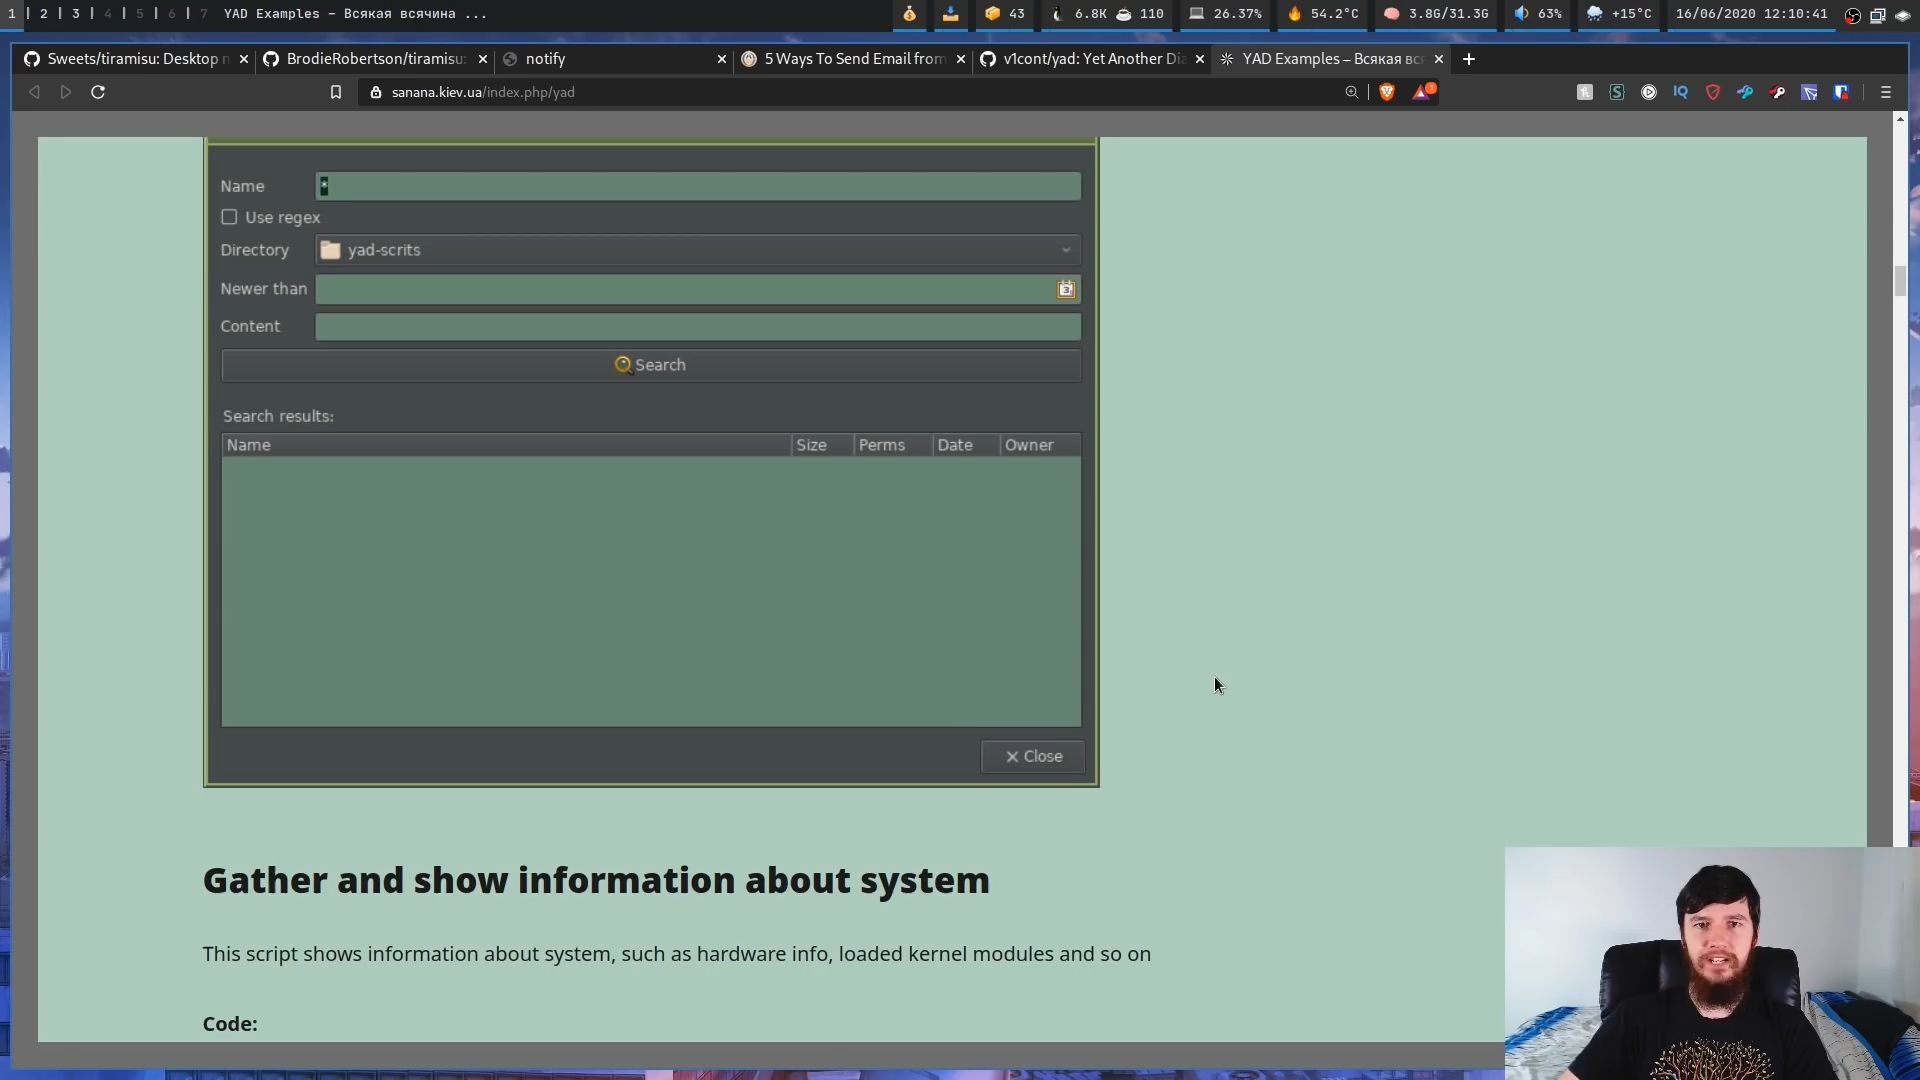 1 | 2 | 3 | 4 | 5 | 6 | 7 YAD Examples – Всякая всячина ...
43 6.8K 110 26.37% 54.2°C 3.8G/31.3G 63% +15°C 16/06/2020 12:10:41
Sweets/tiramisu: Desktop n
BrodieRobertson/tiramisu:
notify
5 Ways To Send Email from
v1cont/yad: Yet Another Dia
YAD Examples – Всякая вс
sanana.kiev.ua/index.php/yad
Name *
Use regex
Directory yad-scrits
Newer than
Content
Search
Search results:
Name Size Perms Date Owner
Close
Gather and show information about system
This script shows information about system, such as hardware info, loaded kernel modules and so on
Code: